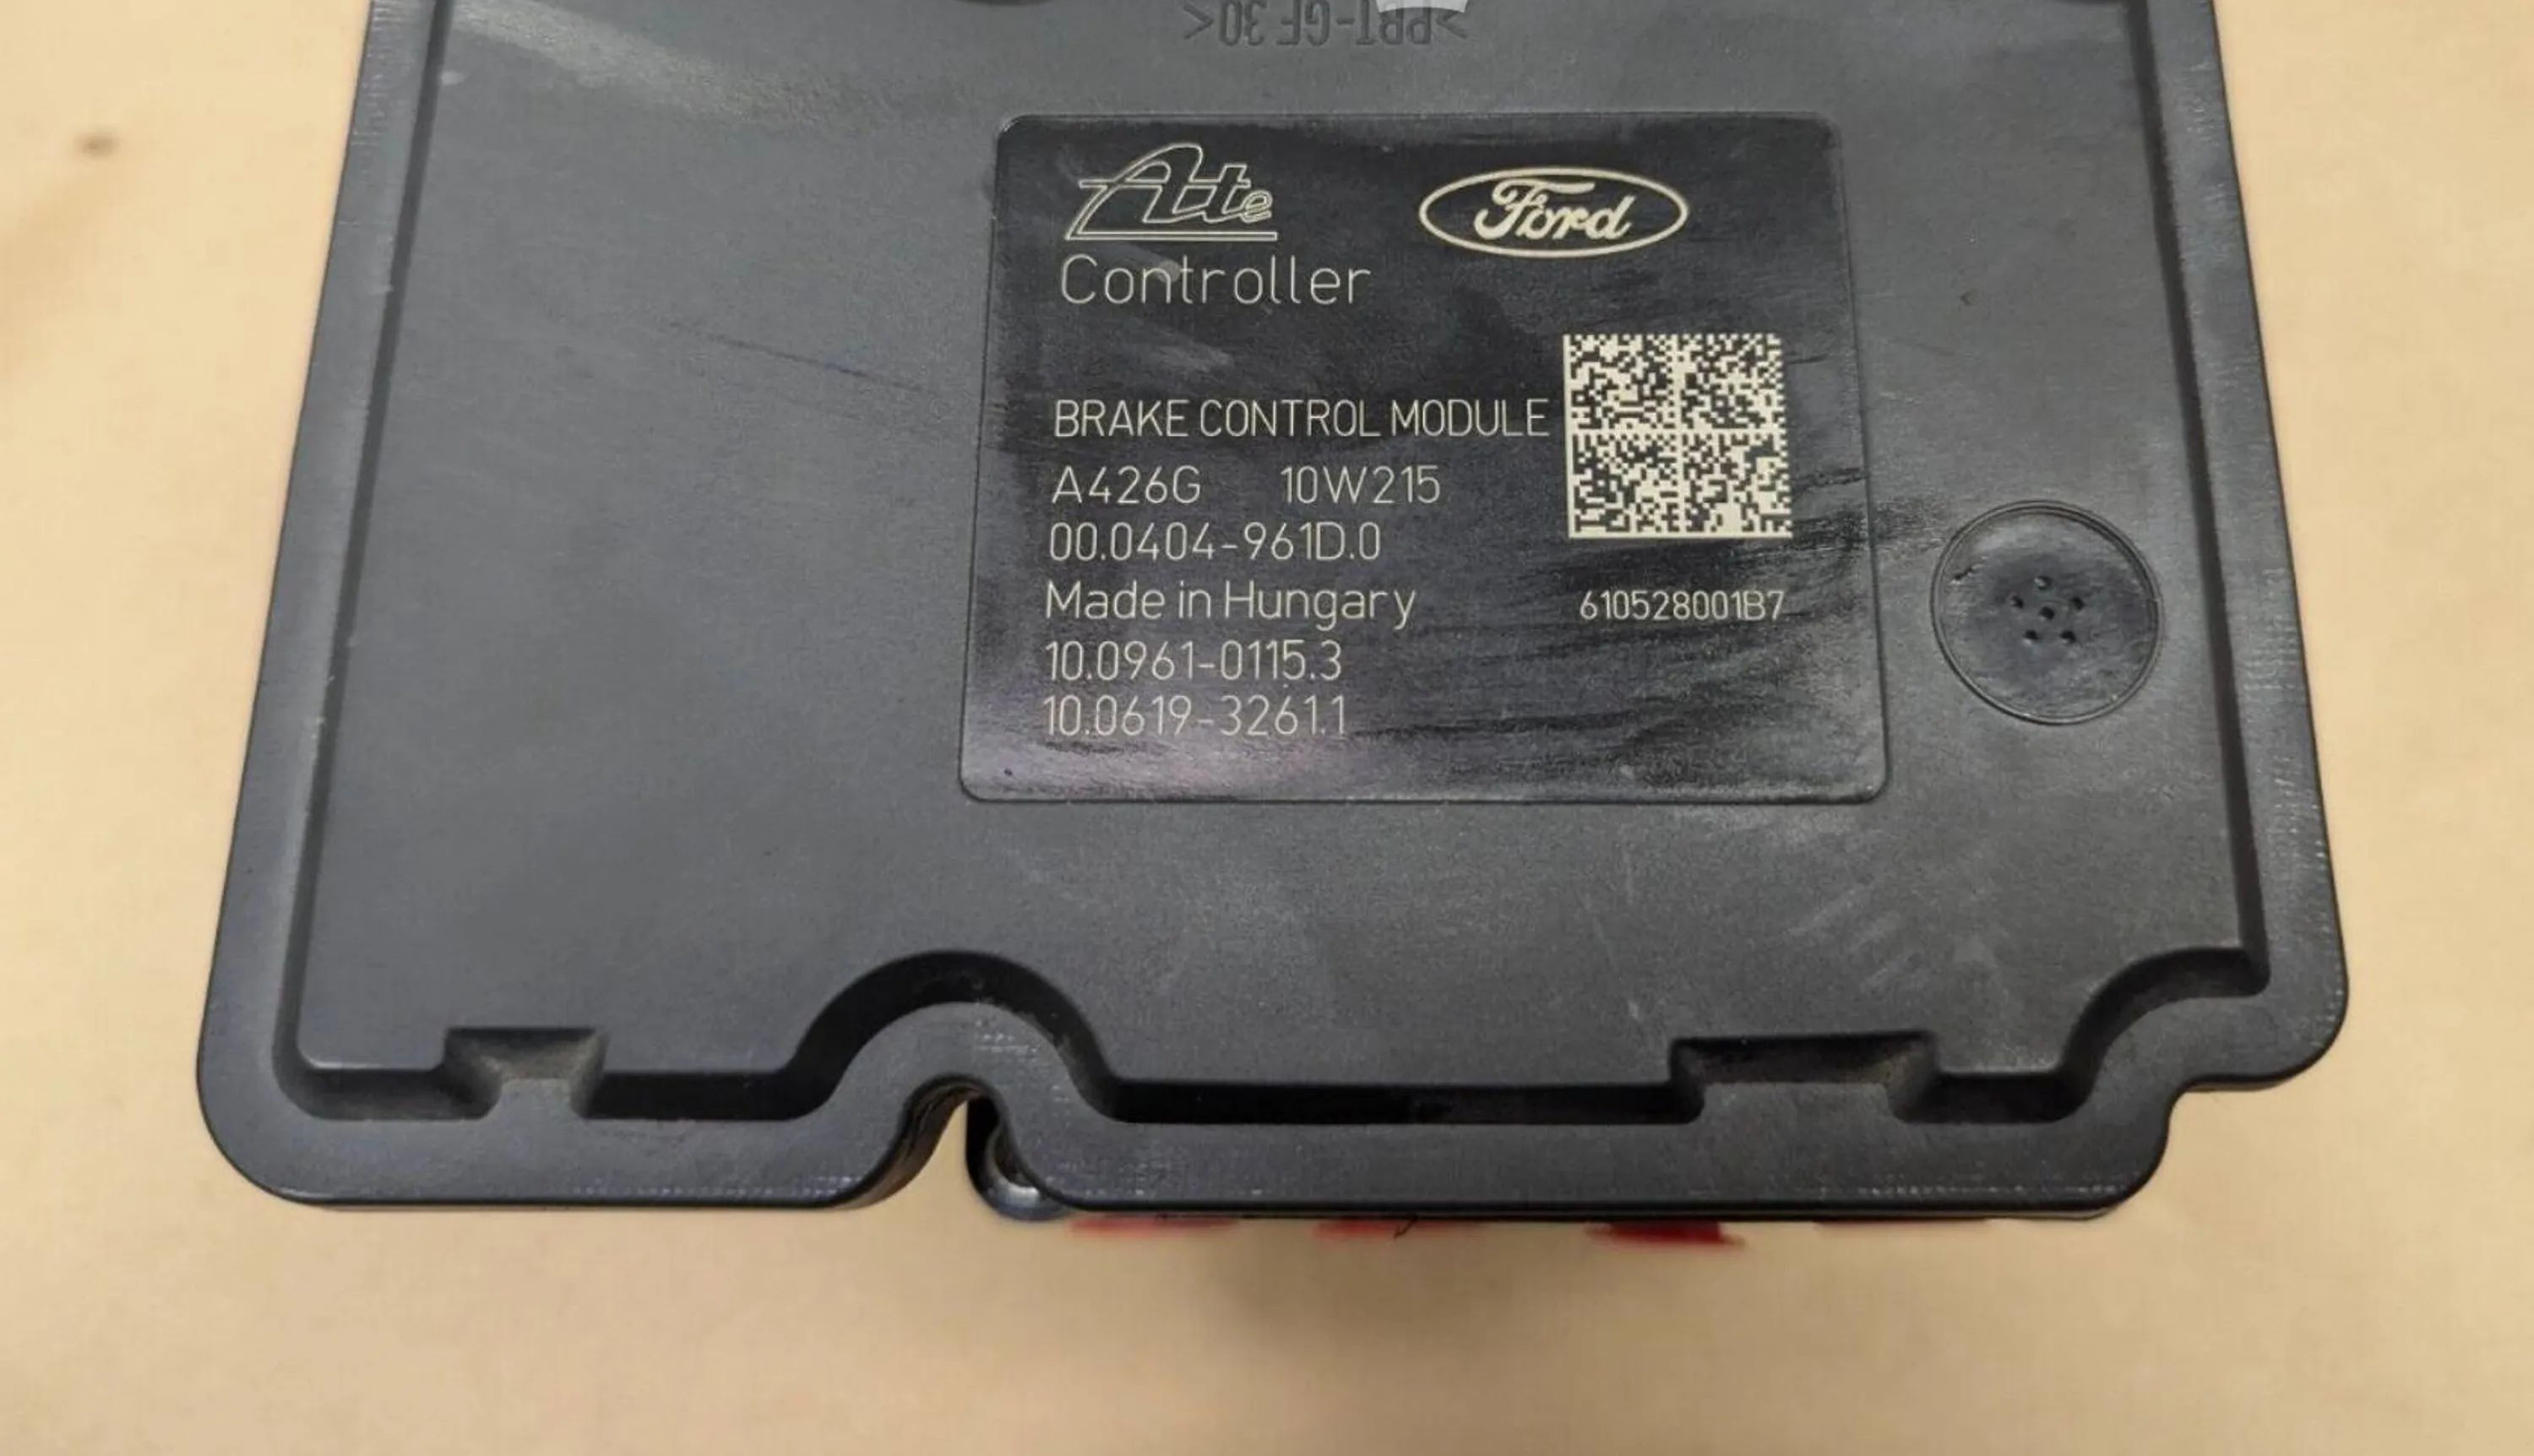 >PBT-GF 30<
Ate
Ford
Controller
BRAKE CONTROL MODULE
A426G 10W215
00.0404-961D.0
Made in Hungary
610528001B7
10.0961-0115.3
10.0619-3261.1